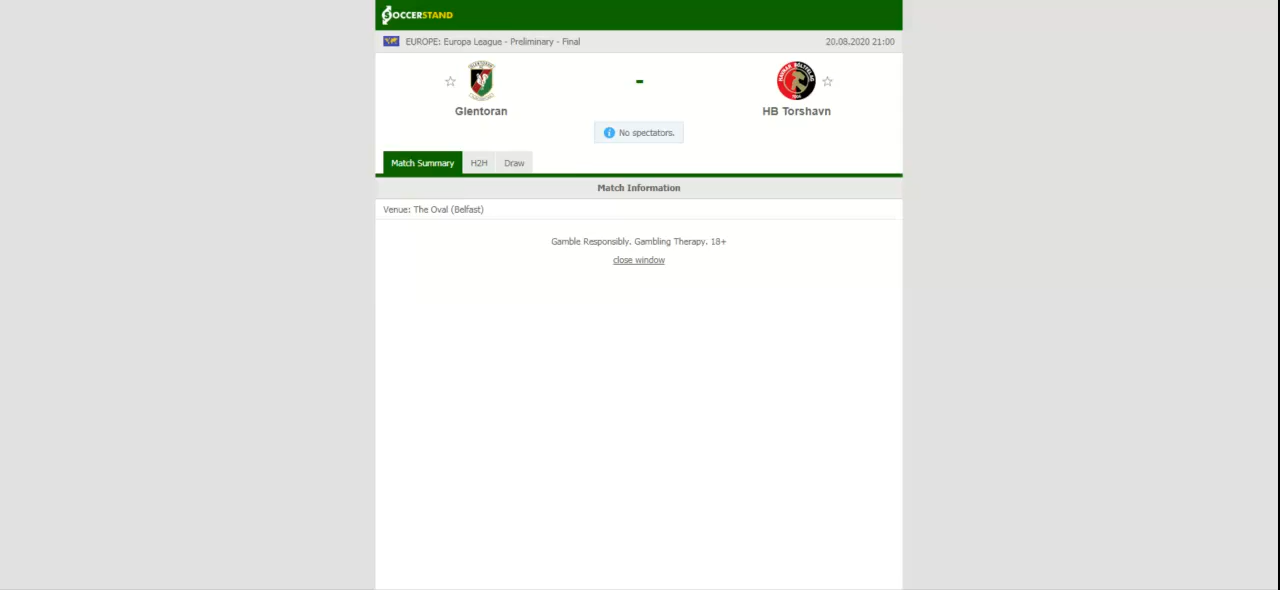 SOCCERSTAND
EUROPE: Europa League - Preliminary - Final 20.08.2020 21:00
-
Glentoran HB Torshavn
No spectators.
Match Summary H2H Draw
Match Information
Venue: The Oval (Belfast)
Gamble Responsibly. Gambling Therapy. 18+
close window